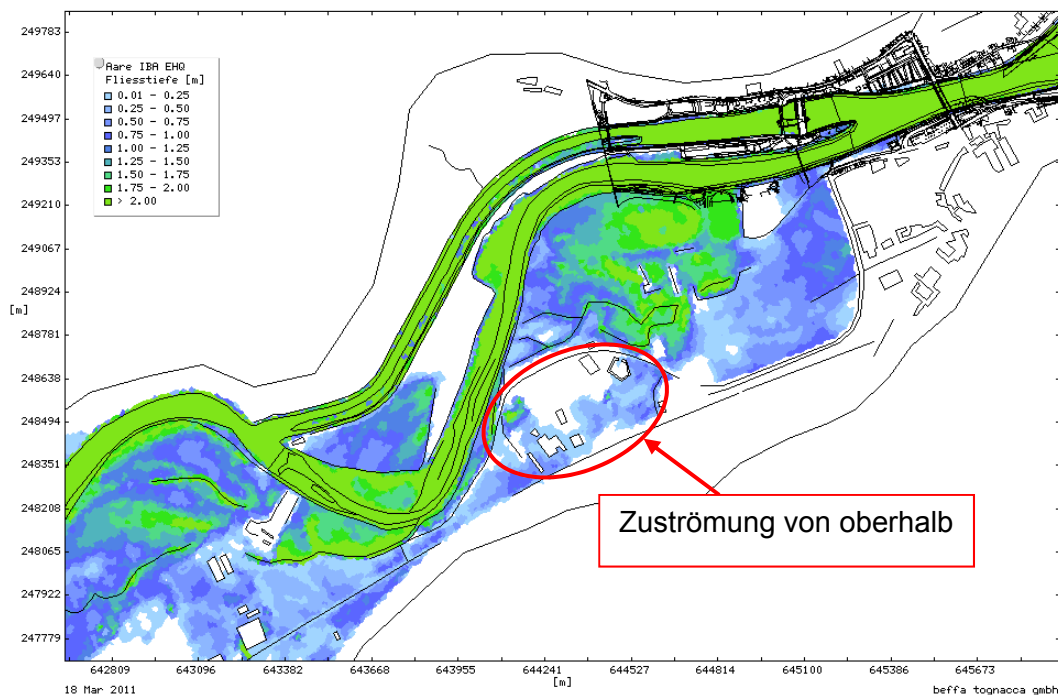 249783
249640
249497
249353
249210
249067
248924
[m]
248781
248638
248494
248351
248208
248065
247922
247779
Aare IBA EHQ
Fliesstiefe [m]
0.01 - 0.25
0.25 - 0.50
0.50 - 0.75
0.75 - 1.00
1.00 - 1.25
1.25 - 1.50
1.50 - 1.75
1.75 - 2.00
> 2.00
Zuströmung von oberhalb
642809 643096 643382 643668 643955 644241 644527 644814 645100 645386 645673
[m]
18 Mar 2011 beffa tognacca gmbh